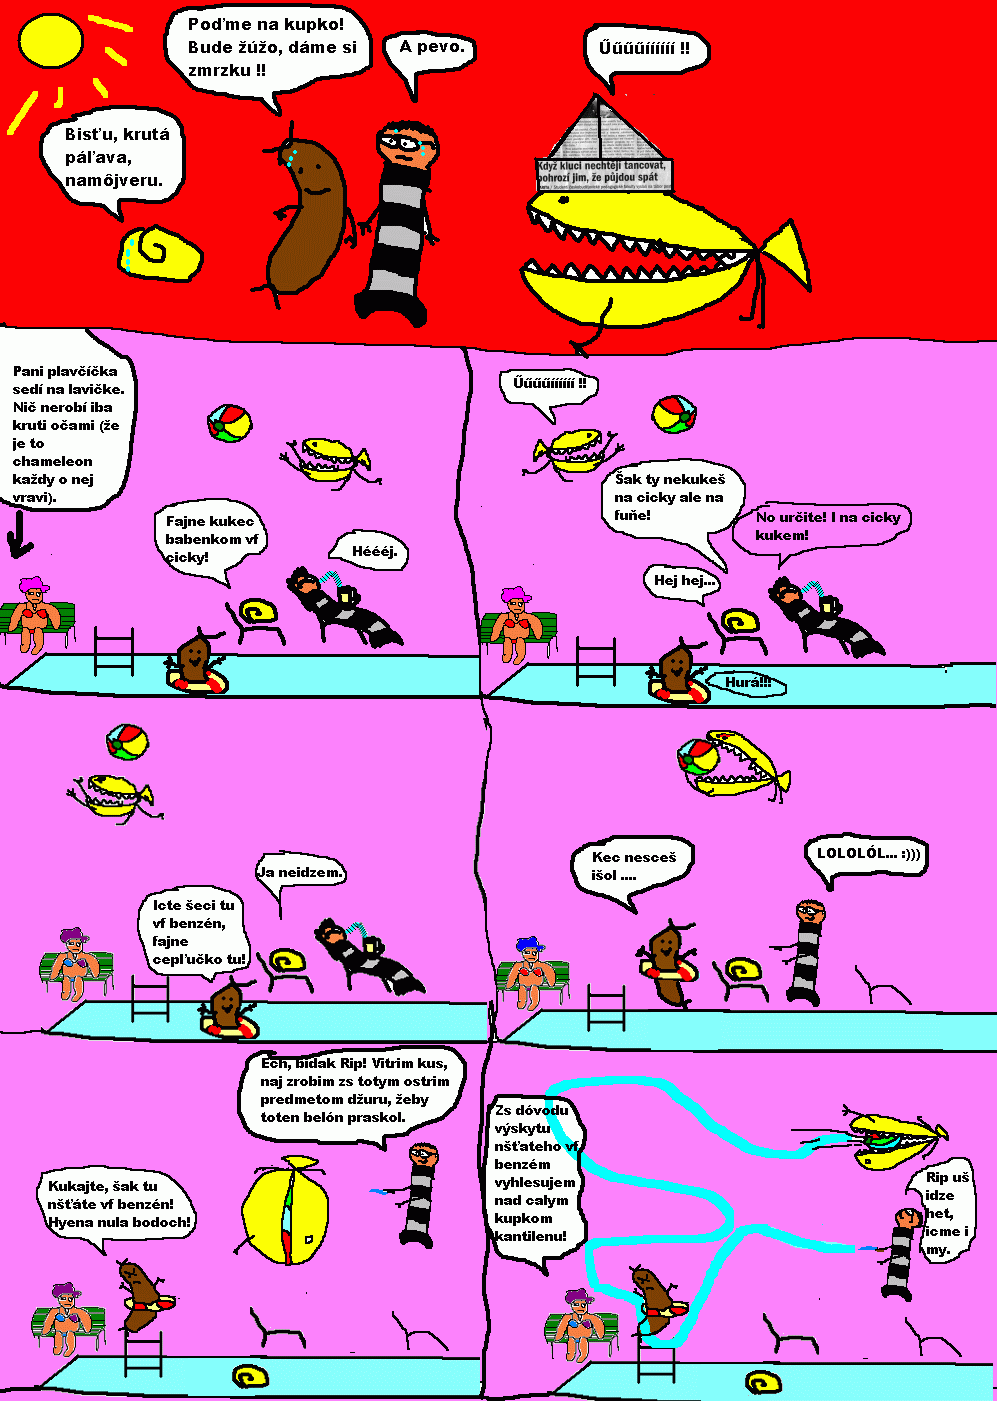 Poďme na kupko!
Bude žúžo, dáme si
zmrzku !!
A pevo.
Űűűűíííííí !!
Bisťu, krutá
páľava,
namôjveru.
Když kluci nechtějí tancovat,
pohrozí jim, že půjdou spát
Pani plavčíčka
sedí na lavičke.
Nič nerobí iba
kruti očami (že
je to
chameleon
každy o nej
vravi).
Fajne kukec
babenkom vf
cicky!
Héééj.
Űűűűíííííí !!
Šak ty nekukeš
na cicky ale na
fuňe!
No určite! I na cicky
kukem!
Hej hej...
Hurá!!!
Ja neidzem.
Icte šeci tu
vf benzén,
fajne
cepľučko tu!
Kec nesceš
išol ....
LOLOLÓL... :)))
Ech, bidak Rip! Vitrim kus,
naj zrobim zs totym ostrim
predmetom džuru, žeby
toten belón praskol.
Kukajte, šak tu
nšťáte vf benzén!
Hyena nula bodoch!
Zs dóvodu
výskytu
nšťateho vf
benzém
vyhlesujem
nad calym
kupkom
kantilenu!
Rip uš
idze
het,
icme i
my.